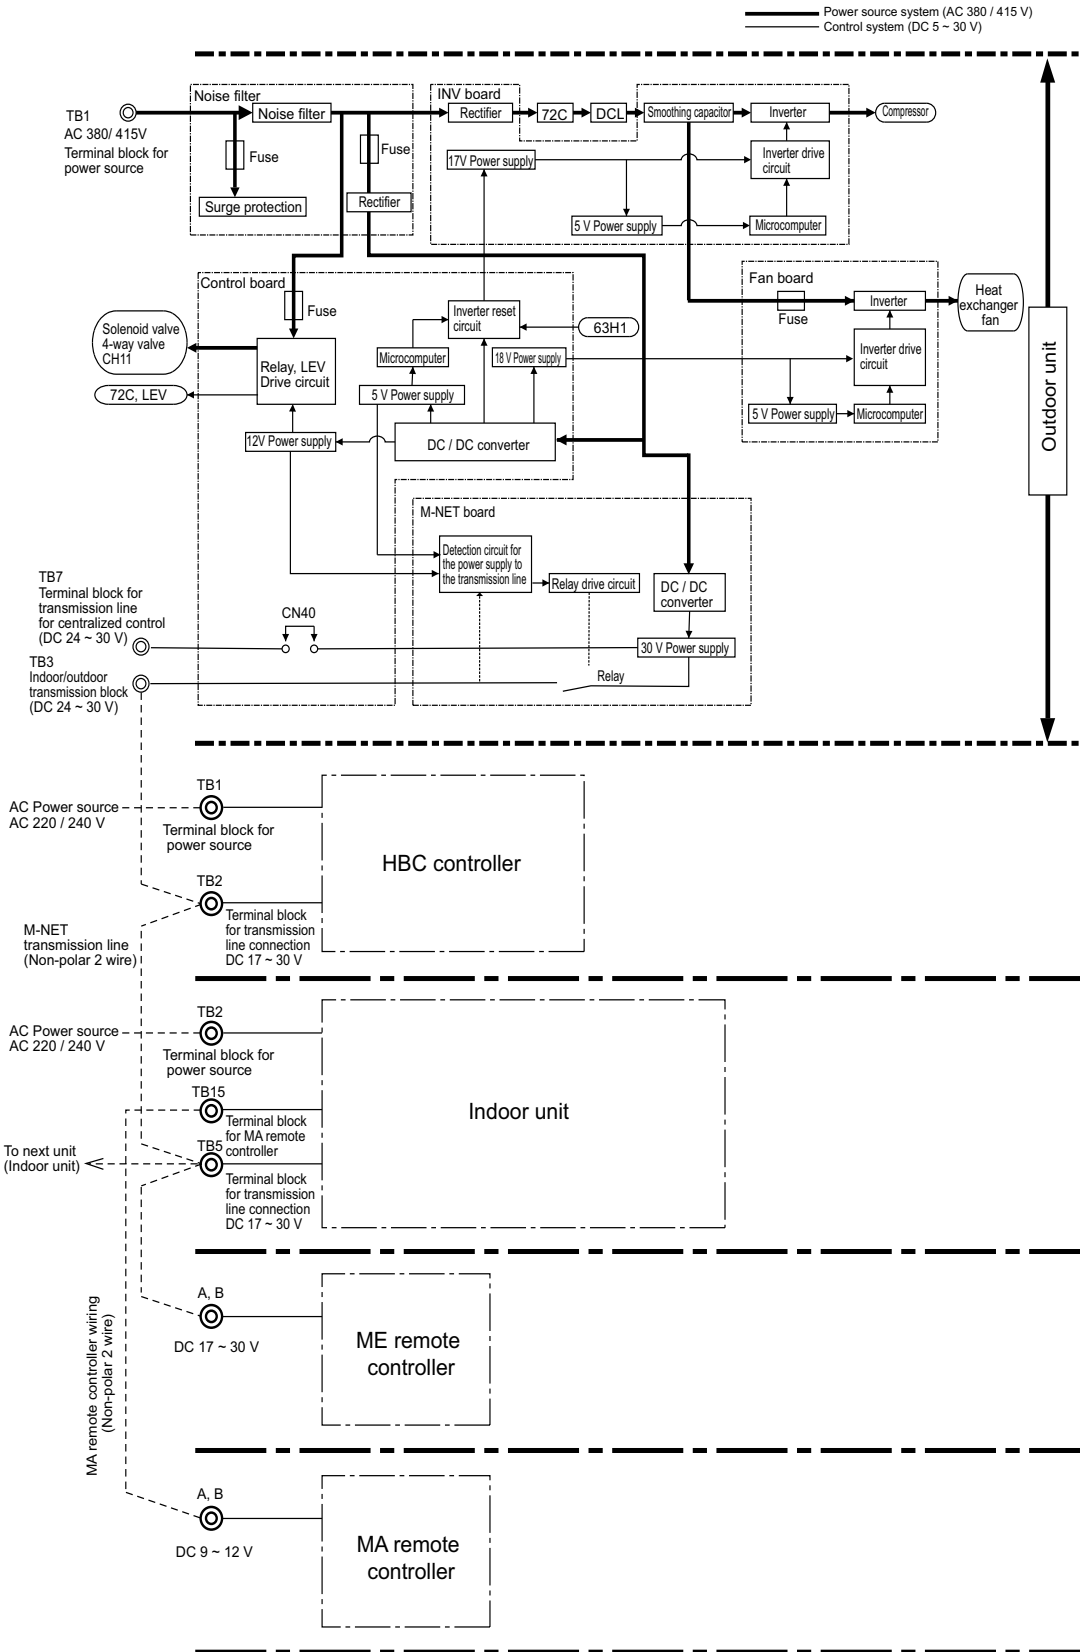 Power source system (AC 380 / 415 V)
Control system (DC 5 ~ 30 V)
Noise filter
INV board
TB1
AC 380/ 415V
Terminal block for
power source
Noise filter
Rectifier
72C
DCL
Smoothing capacitor
Inverter
Compressor
Fuse
Fuse
Surge protection
Rectifier
17V Power supply
Inverter drive
circuit
5 V Power supply
Microcomputer
Control board
Fan board
Fuse
Inverter reset
circuit
63H1
Fuse
Inverter
Heat
exchanger
fan
Solenoid valve
4-way valve
CH11
Relay, LEV
Drive circuit
Microcomputer
18 V Power supply
Inverter drive
circuit
72C, LEV
5 V Power supply
5 V Power supply
Microcomputer
12V Power supply
DC / DC converter
Outdoor unit
M-NET board
Detection circuit for
the power supply to
the transmission line
Relay drive circuit
DC / DC
converter
TB7
Terminal block for
transmission line
for centralized control
(DC 24 ~ 30 V)
CN40
30 V Power supply
TB3
Indoor/outdoor
transmission block
(DC 24 ~ 30 V)
Relay
AC Power source
AC 220 / 240 V
TB1
Terminal block for
power source
HBC controller
TB2
Terminal block
for transmission
line connection
DC 17 ~ 30 V
M-NET
transmission line
(Non-polar 2 wire)
AC Power source
AC 220 / 240 V
TB2
Terminal block for
power source
TB15
Terminal block
for MA remote
controller
Indoor unit
To next unit
(Indoor unit)
TB5
Terminal block
for transmission
line connection
DC 17 ~ 30 V
A, B
DC 17 ~ 30 V
ME remote
controller
MA remote controller wiring
(Non-polar 2 wire)
A, B
DC 9 ~ 12 V
MA remote
controller